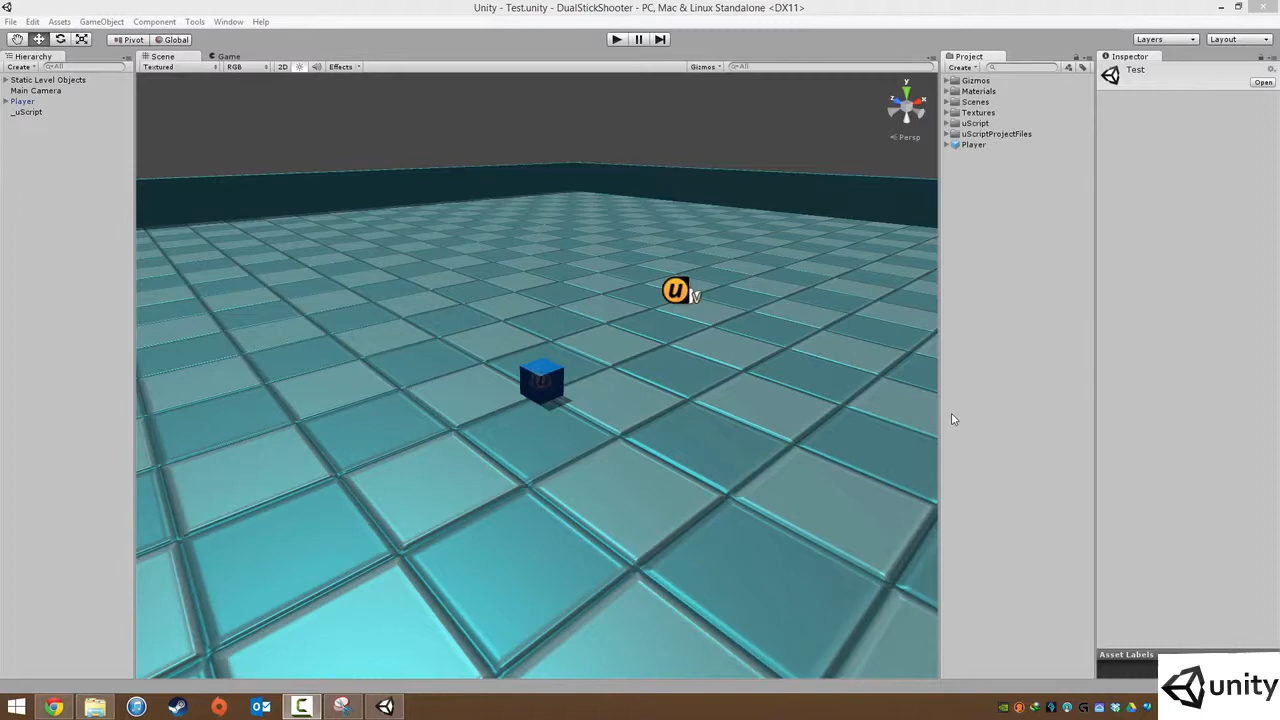 Unity - Test.unity - DualStickShooter - PC, Mac & Linux Standalone <DX11>
File Edit Assets GameObject Component Tools Window Help
Pivot Global Layers Layout
Hierarchy Scene Game Project Inspector
Create All Textured RGB 2D Effects Gizmos All Create
Test
Open
Static Level Objects
Main Camera
Player
_uScript
Gizmos
Materials
Scenes
Textures
uScript
uScriptProjectFiles
Player
y
z x
Persp
u
Asset Labels
unity